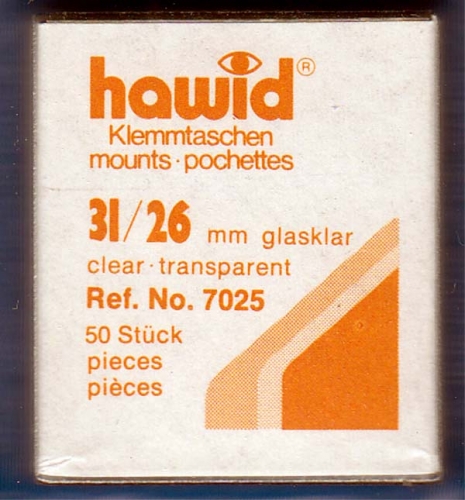 hawid®
Klemmtaschen
mounts·pochettes
31/26 mm glasklar
clear·transparent
Ref. No. 7025
50 Stück
pieces
pièces